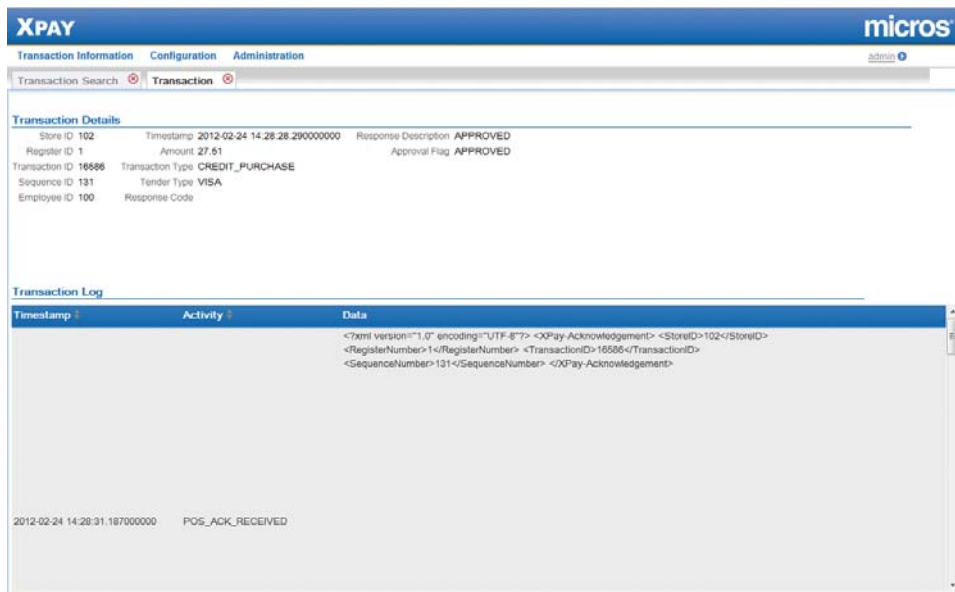 XPAY
micros
Transaction Information Configuration Administration
admin
Transaction Search Transaction
Transaction Details
Store ID 102 Timestamp 2012-02-24 14:28:28.290000000 Response Description APPROVED
Register ID 1 Amount 27.61 Approval Flag APPROVED
Transaction ID 16686 Transaction Type CREDIT_PURCHASE
Sequence ID 131 Tender Type VISA
Employee ID 100 Response Code
Transaction Log
Timestamp Activity Data
<?xml version="1.0" encoding="UTF-8"?> <XPay-Acknowledgement> <StoreID>102</StoreID>
<RegisterNumber>1</RegisterNumber> <TransactionID>16686</TransactionID>
<SequenceNumber>131</SequenceNumber> </XPay-Acknowledgement>
2012-02-24 14:28:31.187000000 POS_ACK_RECEIVED